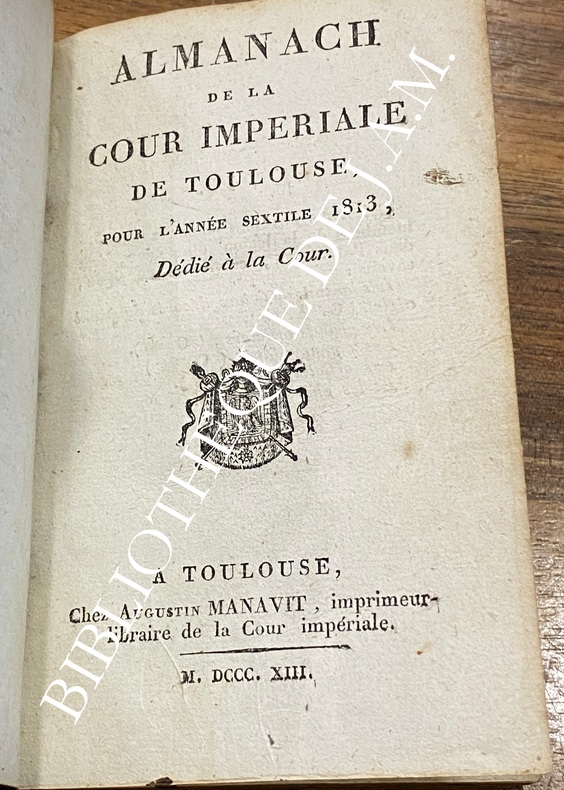 ALMANACH
DE LA
COUR IMPERIALE
DE TOULOUSE,
POUR L'ANNÉE SEXTILE 1813,
Dédié à la Cour.
A TOULOUSE,
Chez AUGUSTIN MANAVIT, imprimeur-
libraire de la Cour impériale.
M. DCCC. XIII.
BIBLIOTHEQUE DE J.A.M.